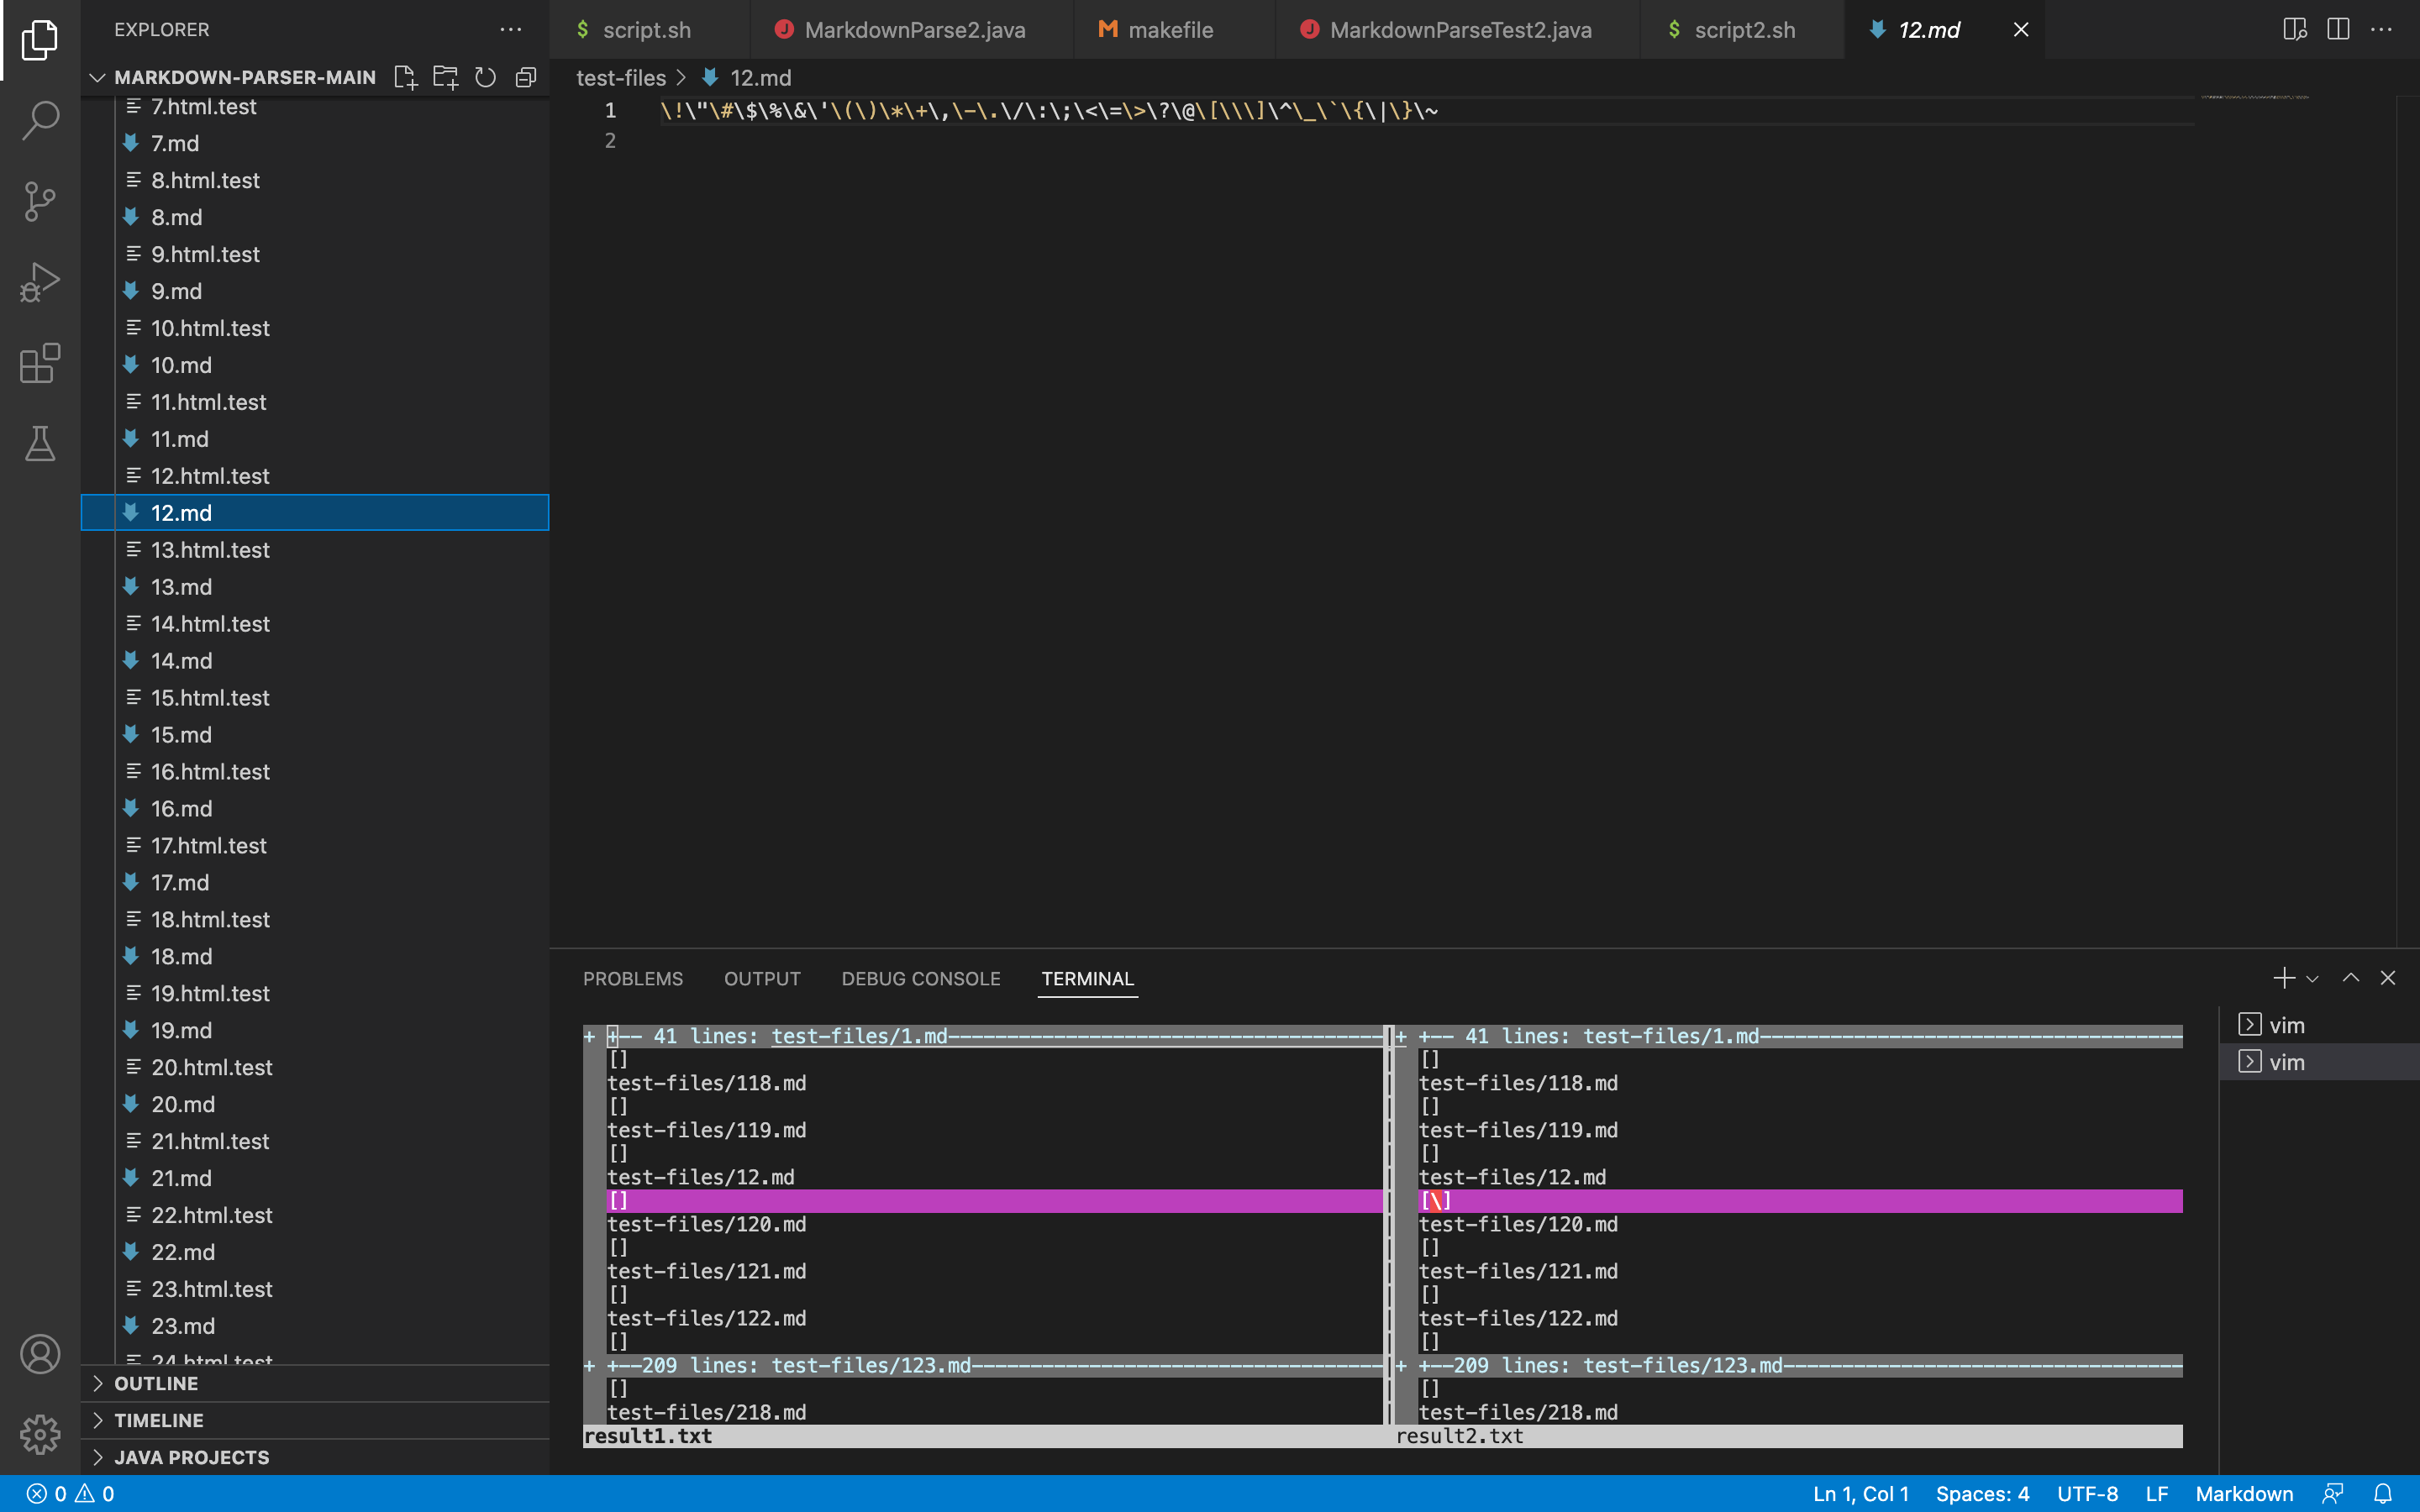 EXPLORER
MARKDOWN-PARSER-MAIN
7.html.test
7.md
8.html.test
8.md
9.html.test
9.md
10.html.test
10.md
11.html.test
11.md
12.html.test
12.md
13.html.test
13.md
14.html.test
14.md
15.html.test
15.md
16.html.test
16.md
17.html.test
17.md
18.html.test
18.md
19.html.test
19.md
20.html.test
20.md
21.html.test
21.md
22.html.test
22.md
23.html.test
23.md
24.html.test
OUTLINE
TIMELINE
JAVA PROJECTS
$ script.sh J MarkdownParse2.java M makefile J MarkdownParseTest2.java $ script2.sh 12.md
test-files > 12.md
1 \!\"\#\$\%\&\'\(\)\*\+\,\-\.\/\:\;\<\=\>\?\@\[\\\]\^\_\`\{\|\}\~
2
PROBLEMS OUTPUT DEBUG CONSOLE TERMINAL
+ +-- 41 lines: test-files/1.md------------------------------------- + +-- 41 lines: test-files/1.md------------------------------------
[] []
test-files/118.md test-files/118.md
[] []
test-files/119.md test-files/119.md
[] []
test-files/12.md test-files/12.md
[] [\]
test-files/120.md test-files/120.md
[] []
test-files/121.md test-files/121.md
[] []
test-files/122.md test-files/122.md
[] []
+ +--209 lines: test-files/123.md----------------------------------- + +--209 lines: test-files/123.md----------------------------------
[] []
test-files/218.md test-files/218.md
result1.txt result2.txt
vim
vim
0 0 Ln 1, Col 1 Spaces: 4 UTF-8 LF Markdown